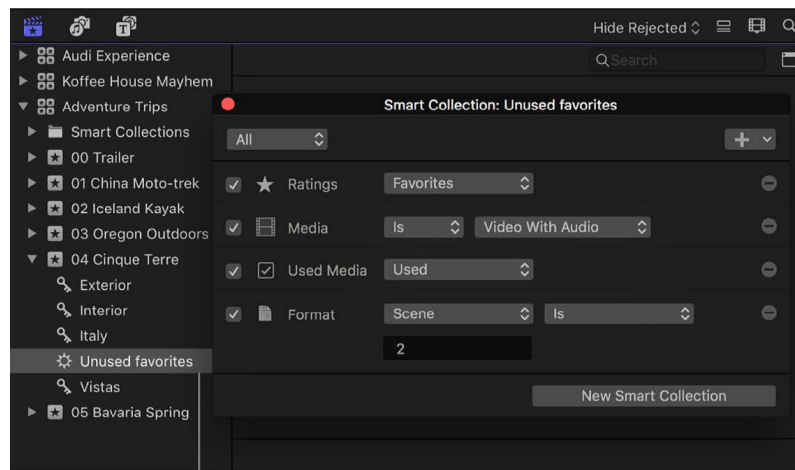 Hide Rejected
Audi Experience
Search
Koffee House Mayhem
Adventure Trips
Smart Collection: Unused favorites
Smart Collections
All
00 Trailer
01 China Moto-trek
Ratings Favorites
02 Iceland Kayak
03 Oregon Outdoors
Media Is Video With Audio
04 Cinque Terre
Used Media Used
Exterior
Interior
Format Scene Is
Italy
2
Unused favorites
Vistas
New Smart Collection
05 Bavaria Spring